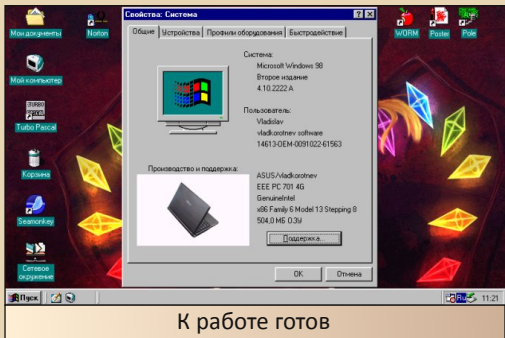 Мои документы
Norton
Мой компьютер
TURBO
Turbo Pascal
Корзина
Seamonkey
Сетевое
окружение
Свойства: Система
Общие
Устройства
Профили оборудования
Быстродействие
Система:
Microsoft Windows 98
Второе издание
4.10.2222 A
Пользователь:
Vladislav
vladkorotnev software
14613-OEM-0091022-61563
Производство и поддержка:
ASUS/vladkorotnev
EEE PC 701 4G
GenuineIntel
x86 Family 6 Model 13 Stepping 8
504,0 МБ ОЗУ
Поддержка...
OK
Отмена
WORM
Poster
Pole
Пуск
Ru
11:21
К работе готов